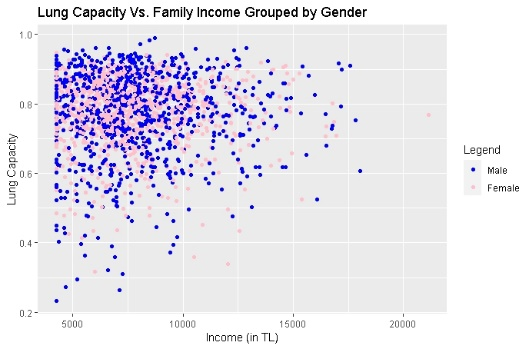 Lung Capacity Vs. Family Income Grouped by Gender
1.0
0.8
0.6
0.4
0.2
Lung Capacity
5000 10000 15000 20000
Income (in TL)
Legend
Male
Female